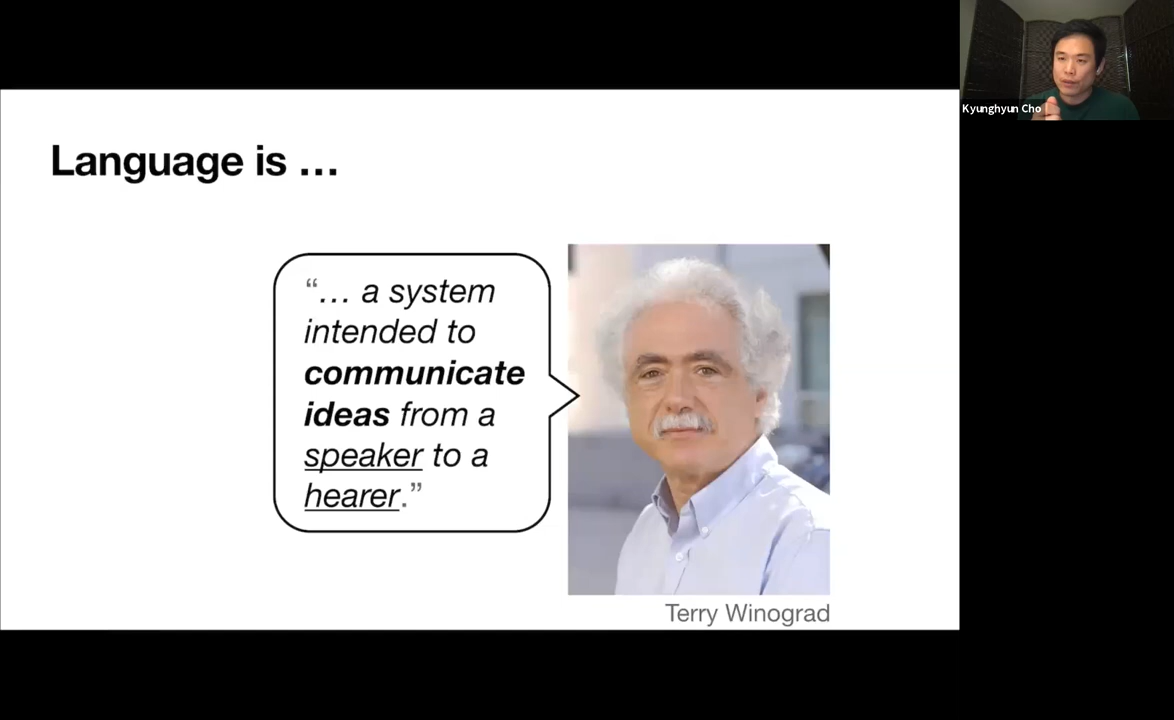 Kyunghyun Cho
Language is …
“… a system
intended to
communicate
ideas from a
speaker to a
hearer.”
Terry Winograd